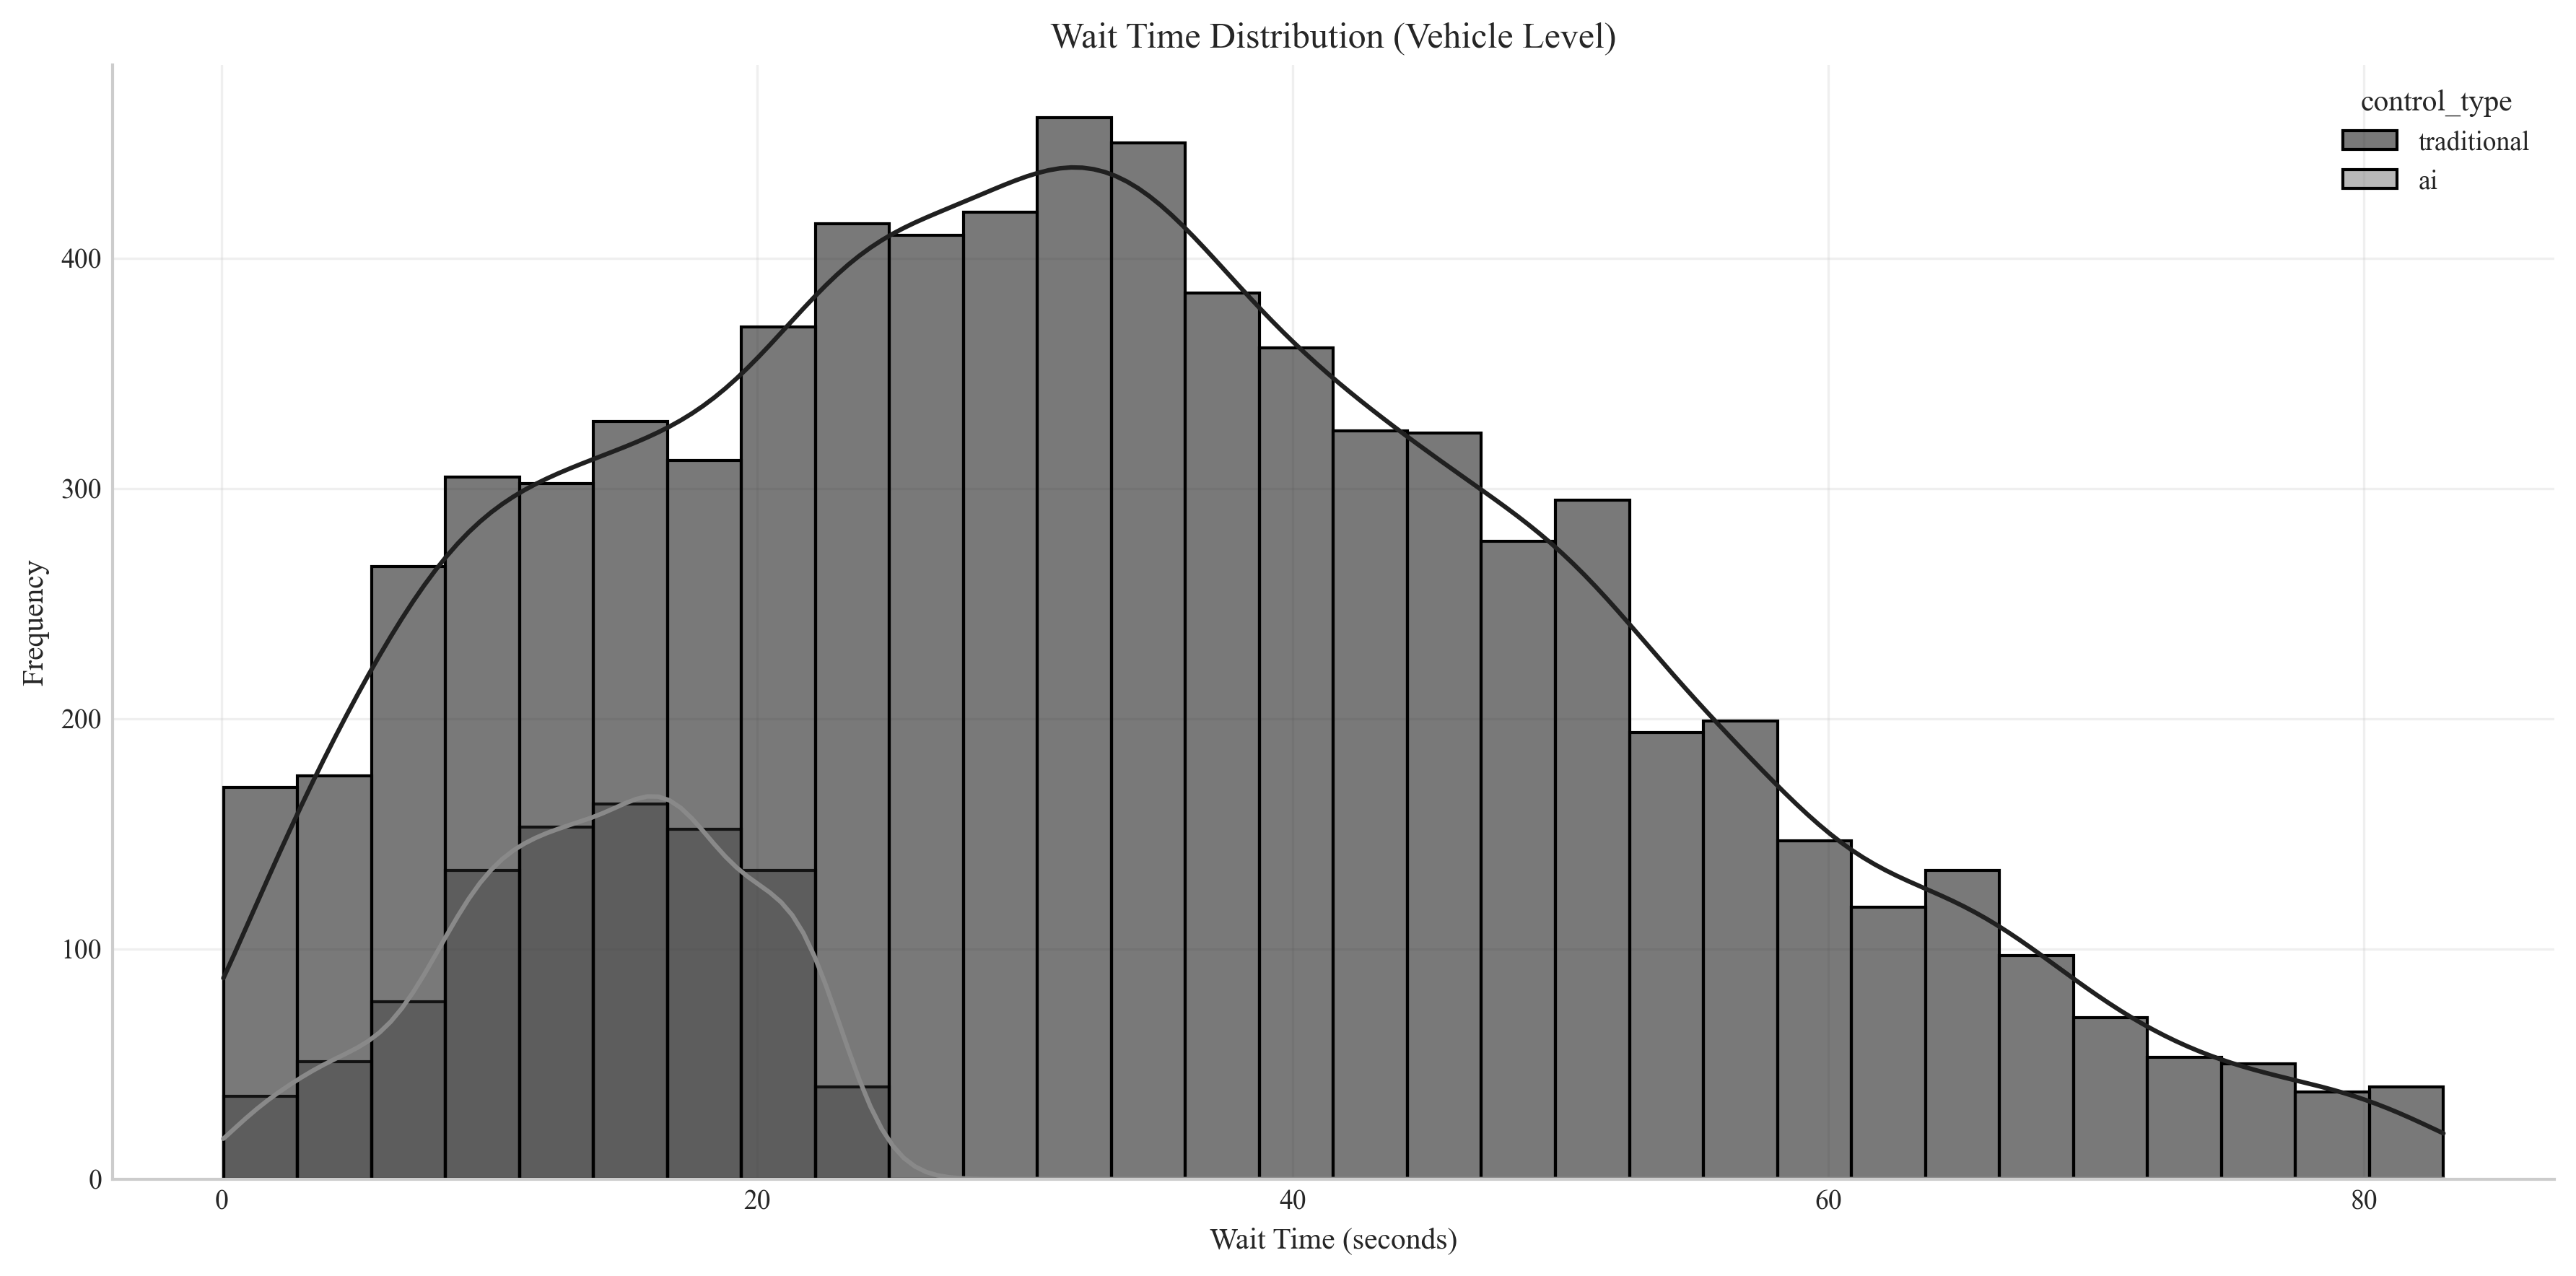 Wait Time Distribution (Vehicle Level)
control_type
traditional
ai
Frequency
400
300
200
100
0
0 20 40 60 80
Wait Time (seconds)